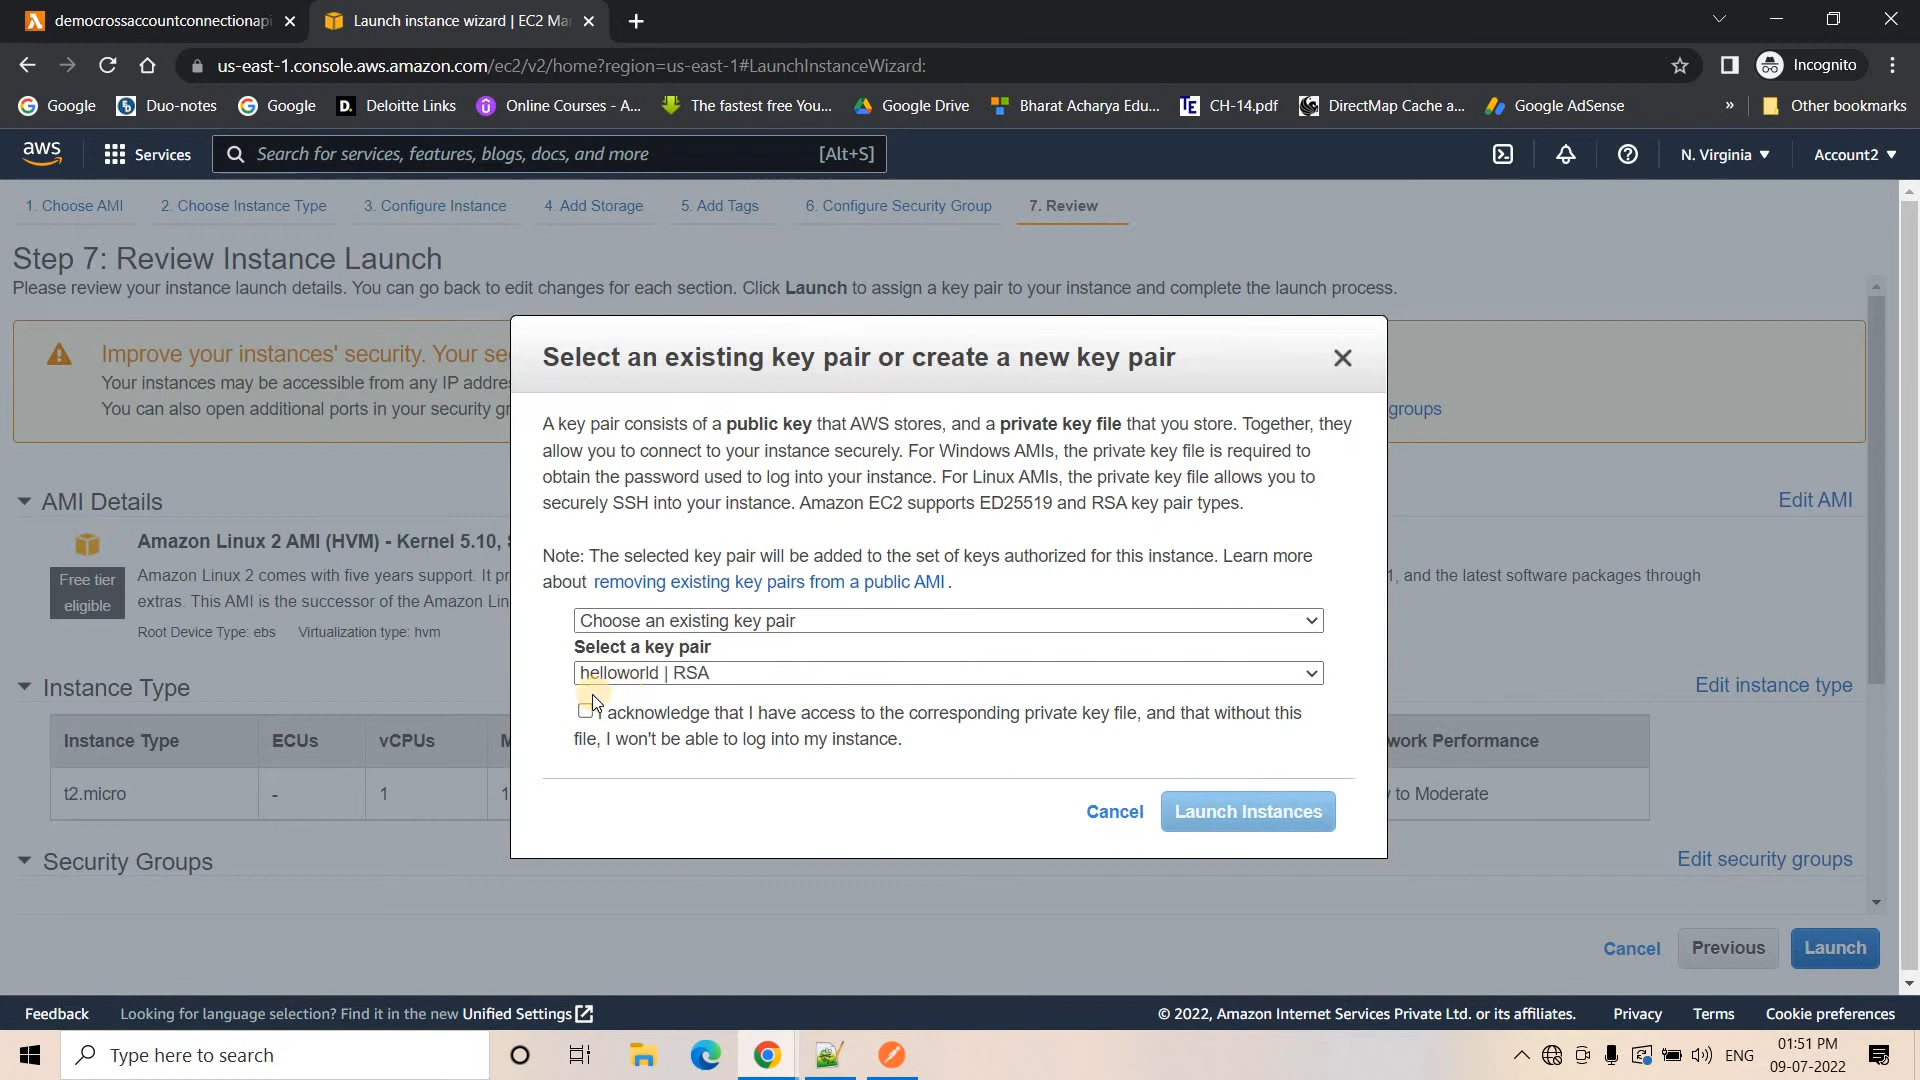 democrossaccountconnectionapi
Launch instance wizard | EC2 Ma
us-east-1.console.aws.amazon.com/ec2/v2/home?region=us-east-1#LaunchInstanceWizard:
Incognito
Google
Duo-notes
Google
Deloitte Links
Online Courses - A...
The fastest free You...
Google Drive
Bharat Acharya Edu...
CH-14.pdf
DirectMap Cache a...
Google AdSense
»
Other bookmarks
aws
Services
Search for services, features, blogs, docs, and more
[Alt+S]
N. Virginia
Account2
1. Choose AMI
2. Choose Instance Type
3. Configure Instance
4. Add Storage
5. Add Tags
6. Configure Security Group
7. Review
Step 7: Review Instance Launch
Please review your instance launch details. You can go back to edit changes for each section. Click Launch to assign a key pair to your instance and complete the launch process.
Improve your instances' security. Your se
Your instances may be accessible from any IP addre
You can also open additional ports in your security gr
groups
Select an existing key pair or create a new key pair
A key pair consists of a public key that AWS stores, and a private key file that you store. Together, they
allow you to connect to your instance securely. For Windows AMIs, the private key file is required to
obtain the password used to log into your instance. For Linux AMIs, the private key file allows you to
securely SSH into your instance. Amazon EC2 supports ED25519 and RSA key pair types.
Note: The selected key pair will be added to the set of keys authorized for this instance. Learn more
about removing existing key pairs from a public AMI.
Choose an existing key pair
Select a key pair
helloworld | RSA
I acknowledge that I have access to the corresponding private key file, and that without this
file, I won't be able to log into my instance.
Cancel
Launch Instances
AMI Details
Edit AMI
Amazon Linux 2 AMI (HVM) - Kernel 5.10,
Free tier
eligible
Amazon Linux 2 comes with five years support. It pr
1, and the latest software packages through
extras. This AMI is the successor of the Amazon Lin
Root Device Type: ebs
Virtualization type: hvm
Instance Type
Edit instance type
Instance Type
ECUs
vCPUs
M
work Performance
t2.micro
-
1
1
to Moderate
Security Groups
Edit security groups
Cancel
Previous
Launch
Feedback
Looking for language selection? Find it in the new Unified Settings
© 2022, Amazon Internet Services Private Ltd. or its affiliates.
Privacy
Terms
Cookie preferences
Type here to search
ENG
01:51 PM
09-07-2022